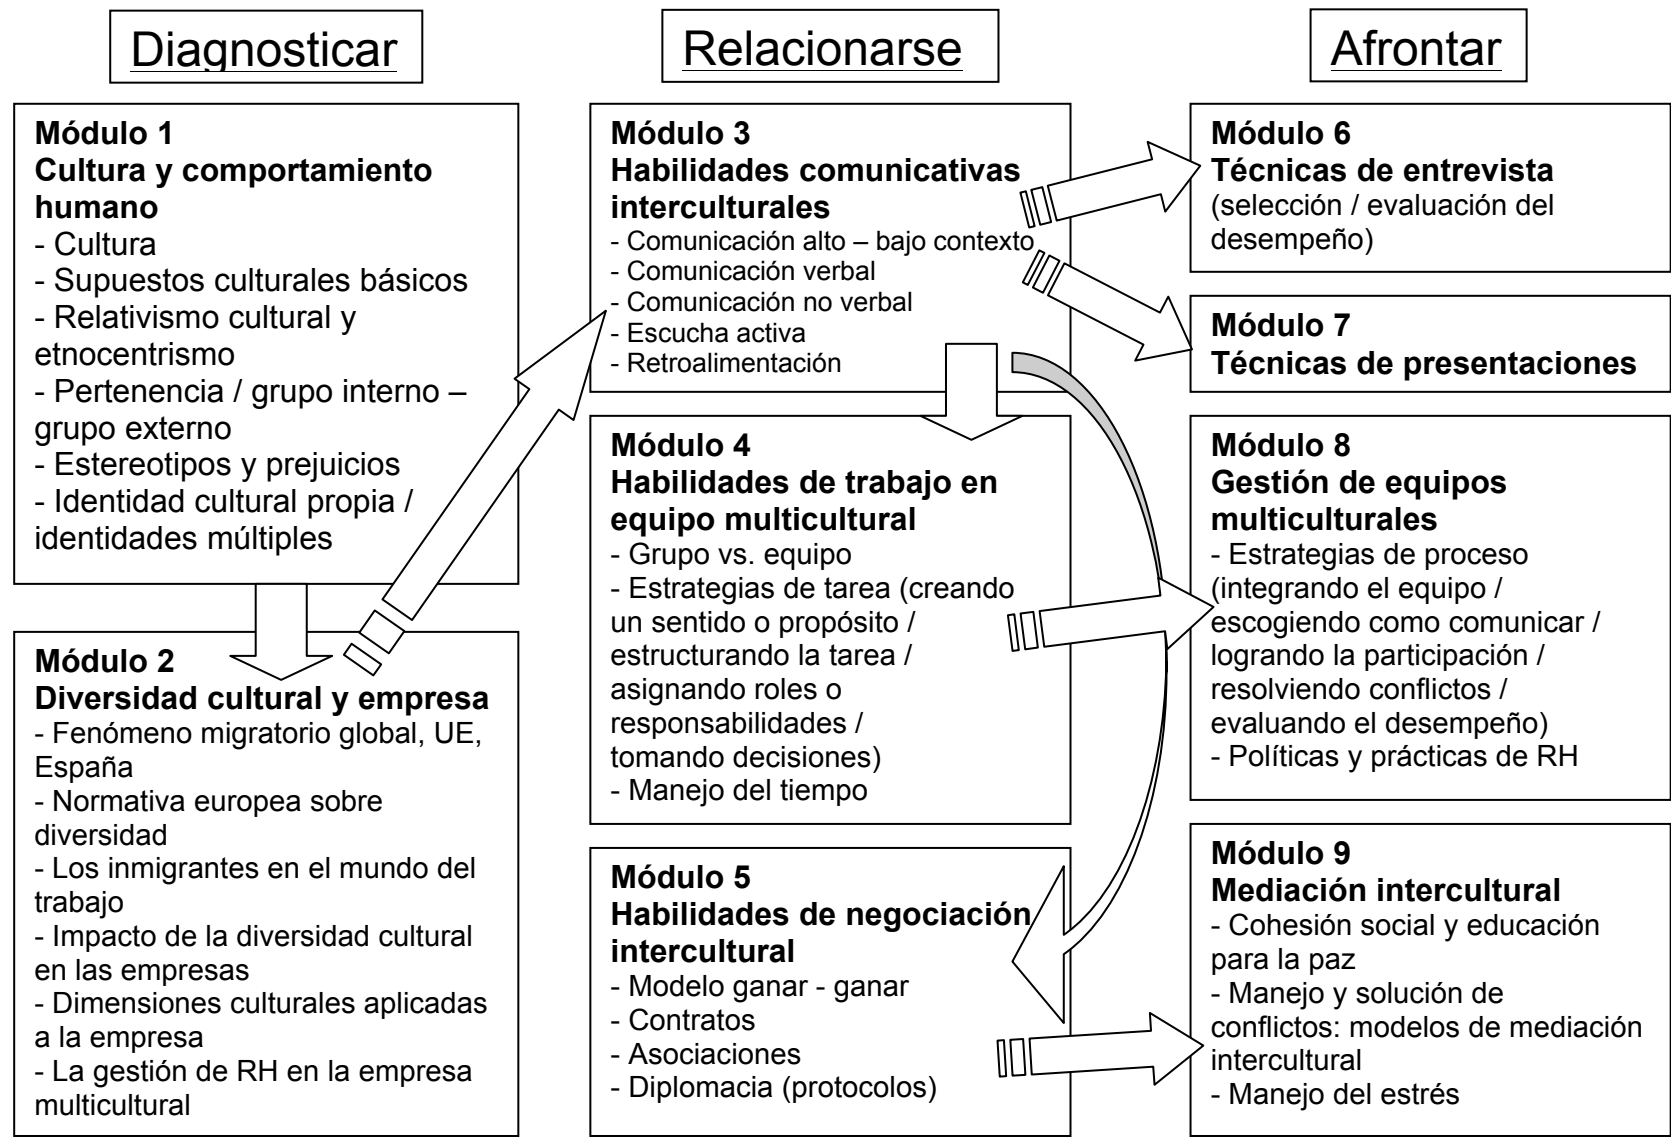 Diagnosticar
Módulo 1
Cultura y comportamiento
humano
- Cultura
- Supuestos culturales básicos
- Relativismo cultural y
etnocentrismo
- Pertenencia / grupo interno –
grupo externo
- Estereotipos y prejuicios
- Identidad cultural propia /
identidades múltiples
Módulo 2
Diversidad cultural y empresa
- Fenómeno migratorio global, UE,
España
- Normativa europea sobre
diversidad
- Los inmigrantes en el mundo del
trabajo
- Impacto de la diversidad cultural
en las empresas
- Dimensiones culturales aplicadas
a la empresa
- La gestión de RH en la empresa
multicultural
Relacionarse
Módulo 3
Habilidades comunicativas
interculturales
- Comunicación alto – bajo contexto
- Comunicación verbal
- Comunicación no verbal
- Escucha activa
- Retroalimentación
Módulo 4
Habilidades de trabajo en
equipo multicultural
- Grupo vs. equipo
- Estrategias de tarea (creando
un sentido o propósito /
estructurando la tarea /
asignando roles o
responsabilidades /
tomando decisiones)
- Manejo del tiempo
Módulo 5
Habilidades de negociación
intercultural
- Modelo ganar - ganar
- Contratos
- Asociaciones
- Diplomacia (protocolos)
Afrontar
Módulo 6
Técnicas de entrevista
(selección / evaluación del
desempeño)
Módulo 7
Técnicas de presentaciones
Módulo 8
Gestión de equipos
multiculturales
- Estrategias de proceso
(integrando el equipo /
escogiendo como comunicar /
logrando la participación /
resolviendo conflictos /
evaluando el desempeño)
- Políticas y prácticas de RH
Módulo 9
Mediación intercultural
- Cohesión social y educación
para la paz
- Manejo y solución de
conflictos: modelos de mediación
intercultural
- Manejo del estrés